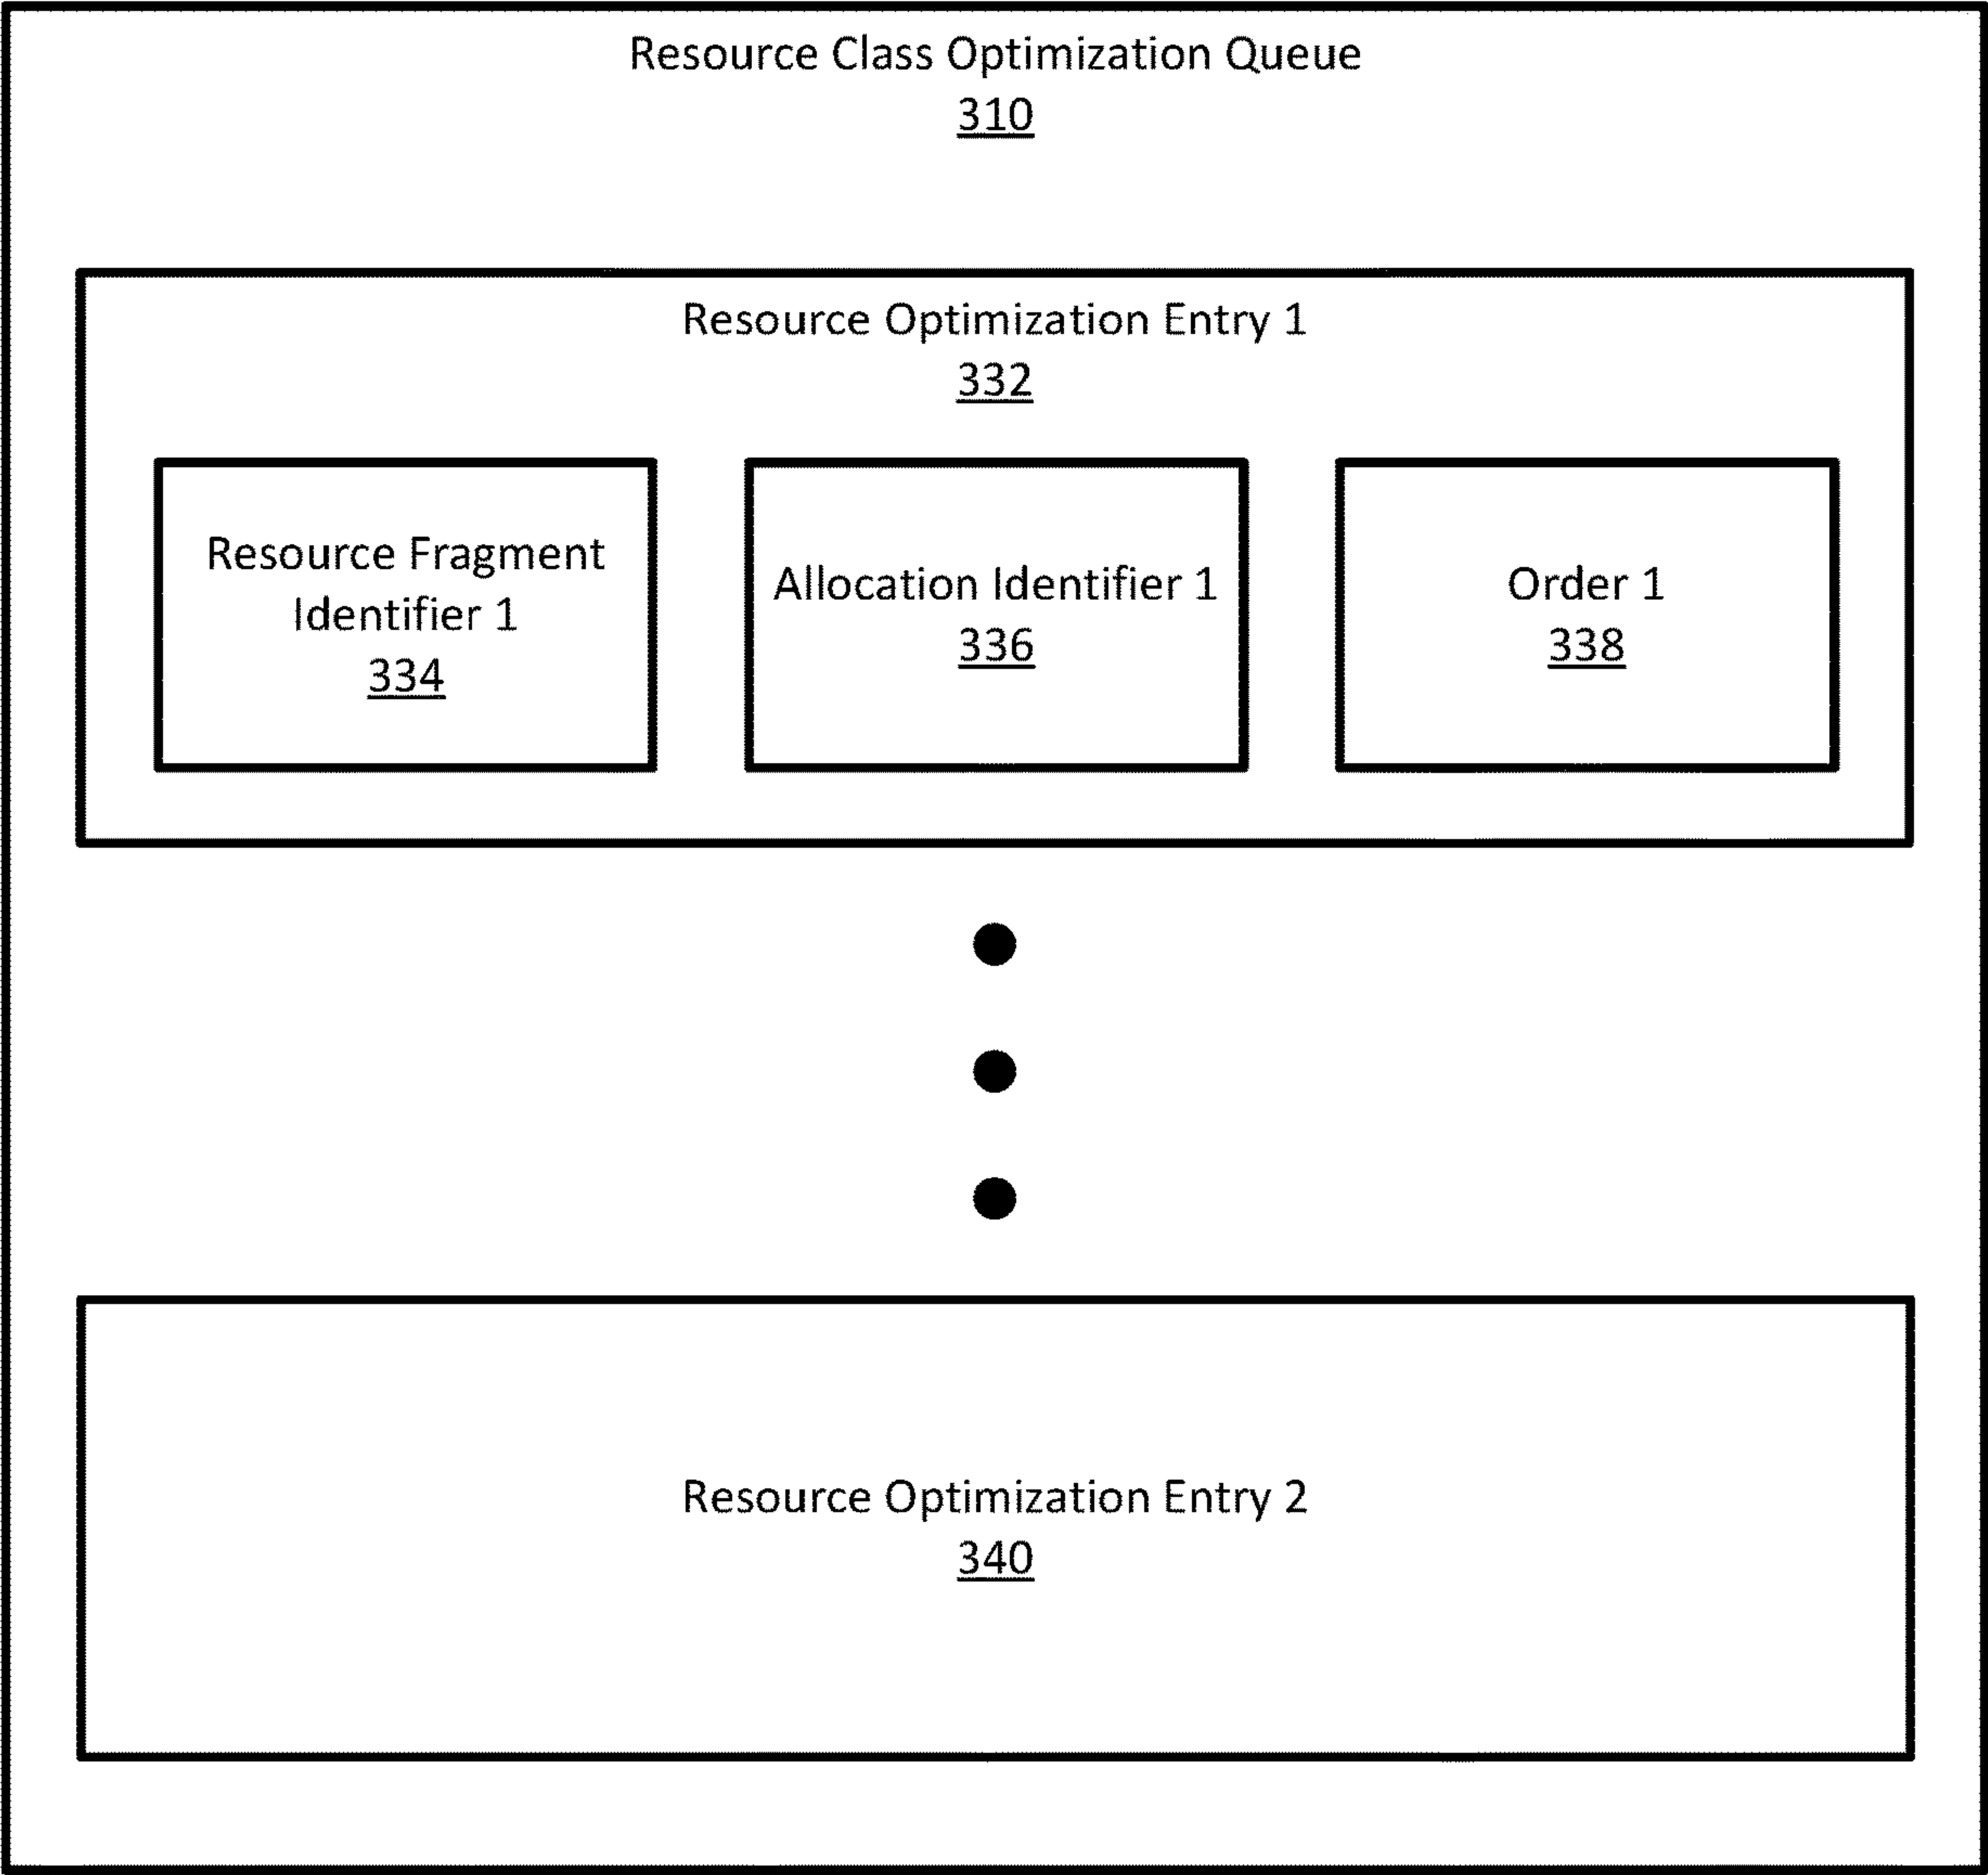 Resource Class Optimization Queue
310
Resource Optimization Entry 1
332
Resource Fragment
Identifier 1
334
Allocation Identifier 1
336
Order 1
338
Resource Optimization Entry 2
340